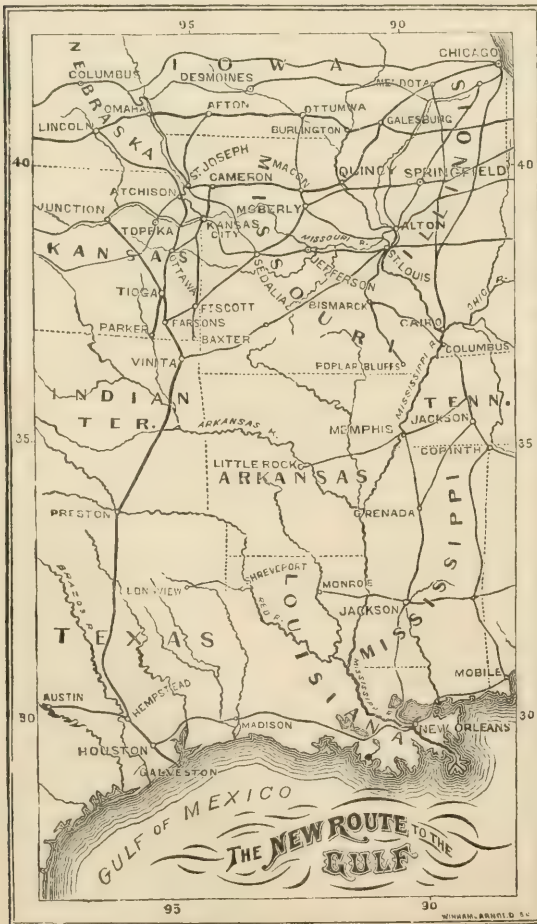 95
90
NEBRASKA
IOWA
CHICAGO
COLUMBUS
DESMOINES
MENDOTA
OMAHA
AFTON
OTTUMWA
GALESBURG
LINCOLN
BURLINGTON
ILLINOIS
40
40
ST. JOSEPH
MACON
CAMERON
QUINCY
SPRINGFIELD
ATCHISON
MISSOURI
MOBERLY
JUNCTION
TOPEKA
KANSAS
CITY
ALTON
MISSOURI R.
KANSAS
OTTAWA
SEDALIA
JEFFERSON
ST. LOUIS
OHIO R.
TIOGA
FT SCOTT
BISMARCK
CAIRO
PARKER
PARSONS
BAXTER
COLUMBUS
VINITA
POPLAR BLUFFS
MISSISSIPPI R.
INDIAN
TER.
TENN.
35
ARKANSAS R.
MEMPHIS
JACKSON
35
CORINTH
LITTLE ROCK
ARKANSAS
PRESTON
GRENADA
MISSISSIPPI
BRAZOS R.
LONGVIEW
SHREVEPORT
MONROE
RED R.
JACKSON
LOUISIANA
TEXAS
MISSISSIPPI
MOBILE
AUSTIN
HEMPSTEAD
30
MADISON
NEW ORLEANS
30
HOUSTON
GALVESTON
GULF OF MEXICO
THE NEW ROUTE TO THE
GULF
95
90
WINHAM-ARNOLD SC